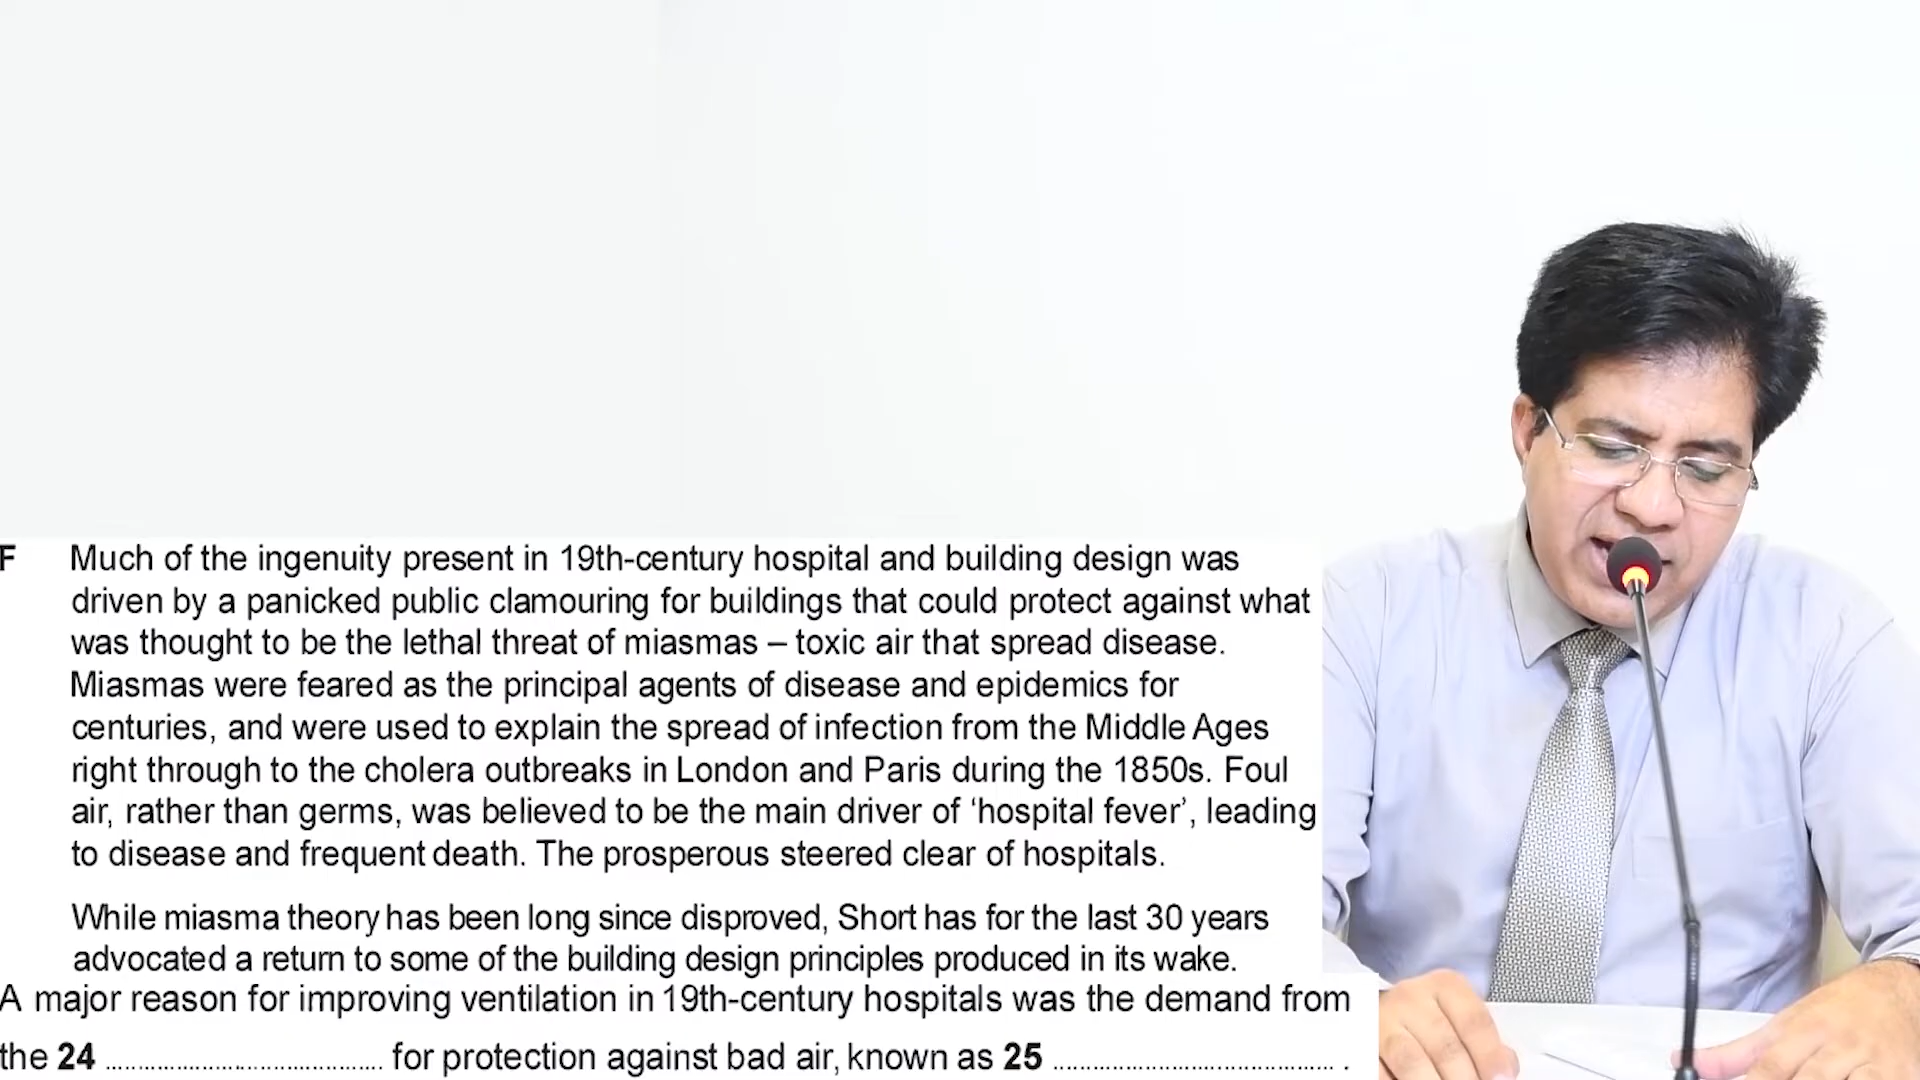 F Much of the ingenuity present in 19th-century hospital and building design was
driven by a panicked public clamouring for buildings that could protect against what
was thought to be the lethal threat of miasmas – toxic air that spread disease.
Miasmas were feared as the principal agents of disease and epidemics for
centuries, and were used to explain the spread of infection from the Middle Ages
right through to the cholera outbreaks in London and Paris during the 1850s. Foul
air, rather than germs, was believed to be the main driver of ‘hospital fever’, leading
to disease and frequent death. The prosperous steered clear of hospitals.
While miasma theory has been long since disproved, Short has for the last 30 years
advocated a return to some of the building design principles produced in its wake.
A major reason for improving ventilation in 19th-century hospitals was the demand from
the 24 ........................................ for protection against bad air, known as 25 ........................................ .